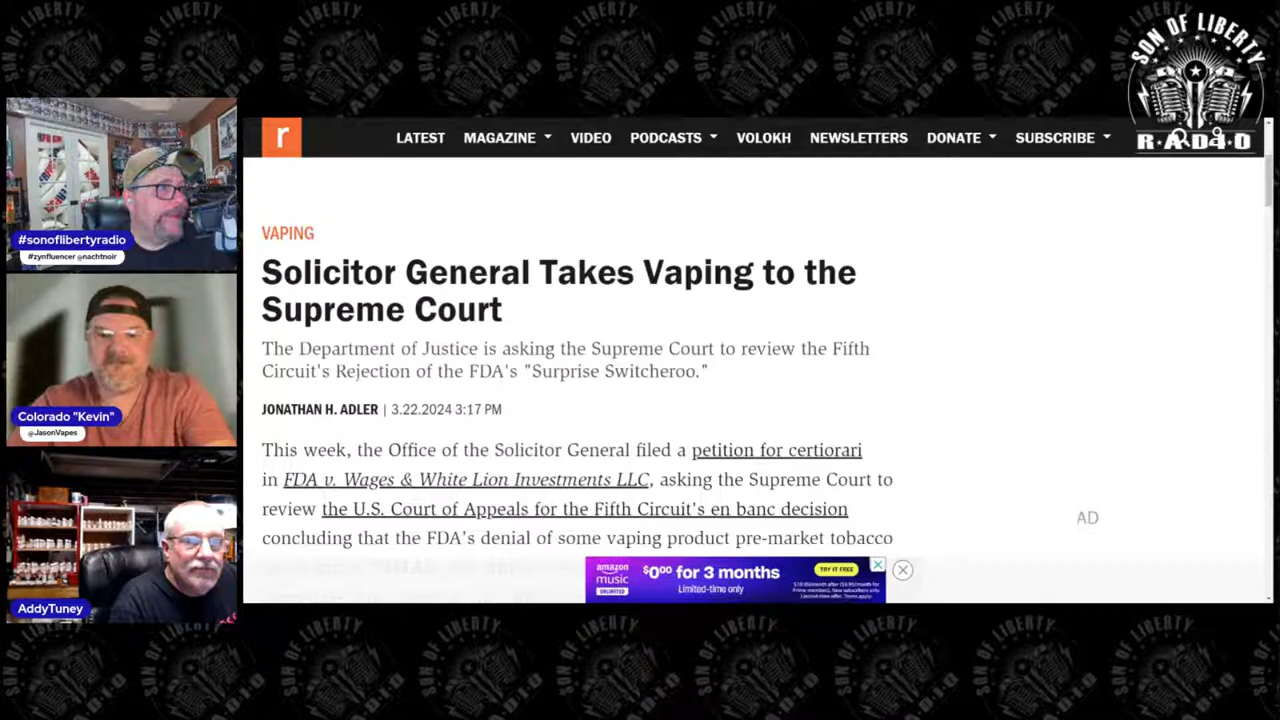 SON OF LIBERTY
R·A·D·I·O
r
LATEST MAGAZINE VIDEO PODCASTS VOLOKH NEWSLETTERS DONATE SUBSCRIBE
#sonoflibertyradio
#zynfluencer @nachtnoir
Colorado "Kevin"
@JasonVapes
AddyTuney
VAPING
Solicitor General Takes Vaping to the
Supreme Court
The Department of Justice is asking the Supreme Court to review the Fifth
Circuit's Rejection of the FDA's "Surprise Switcheroo."
JONATHAN H. ADLER | 3.22.2024 3:17 PM
This week, the Office of the Solicitor General filed a petition for certiorari
in FDA v. Wages & White Lion Investments LLC, asking the Supreme Court to
review the U.S. Court of Appeals for the Fifth Circuit's en banc decision
concluding that the FDA's denial of some vaping product pre-market tobacco
AD
amazon
music
UNLIMITED
$0.00 for 3 months
Limited-time only
TRY IT FREE